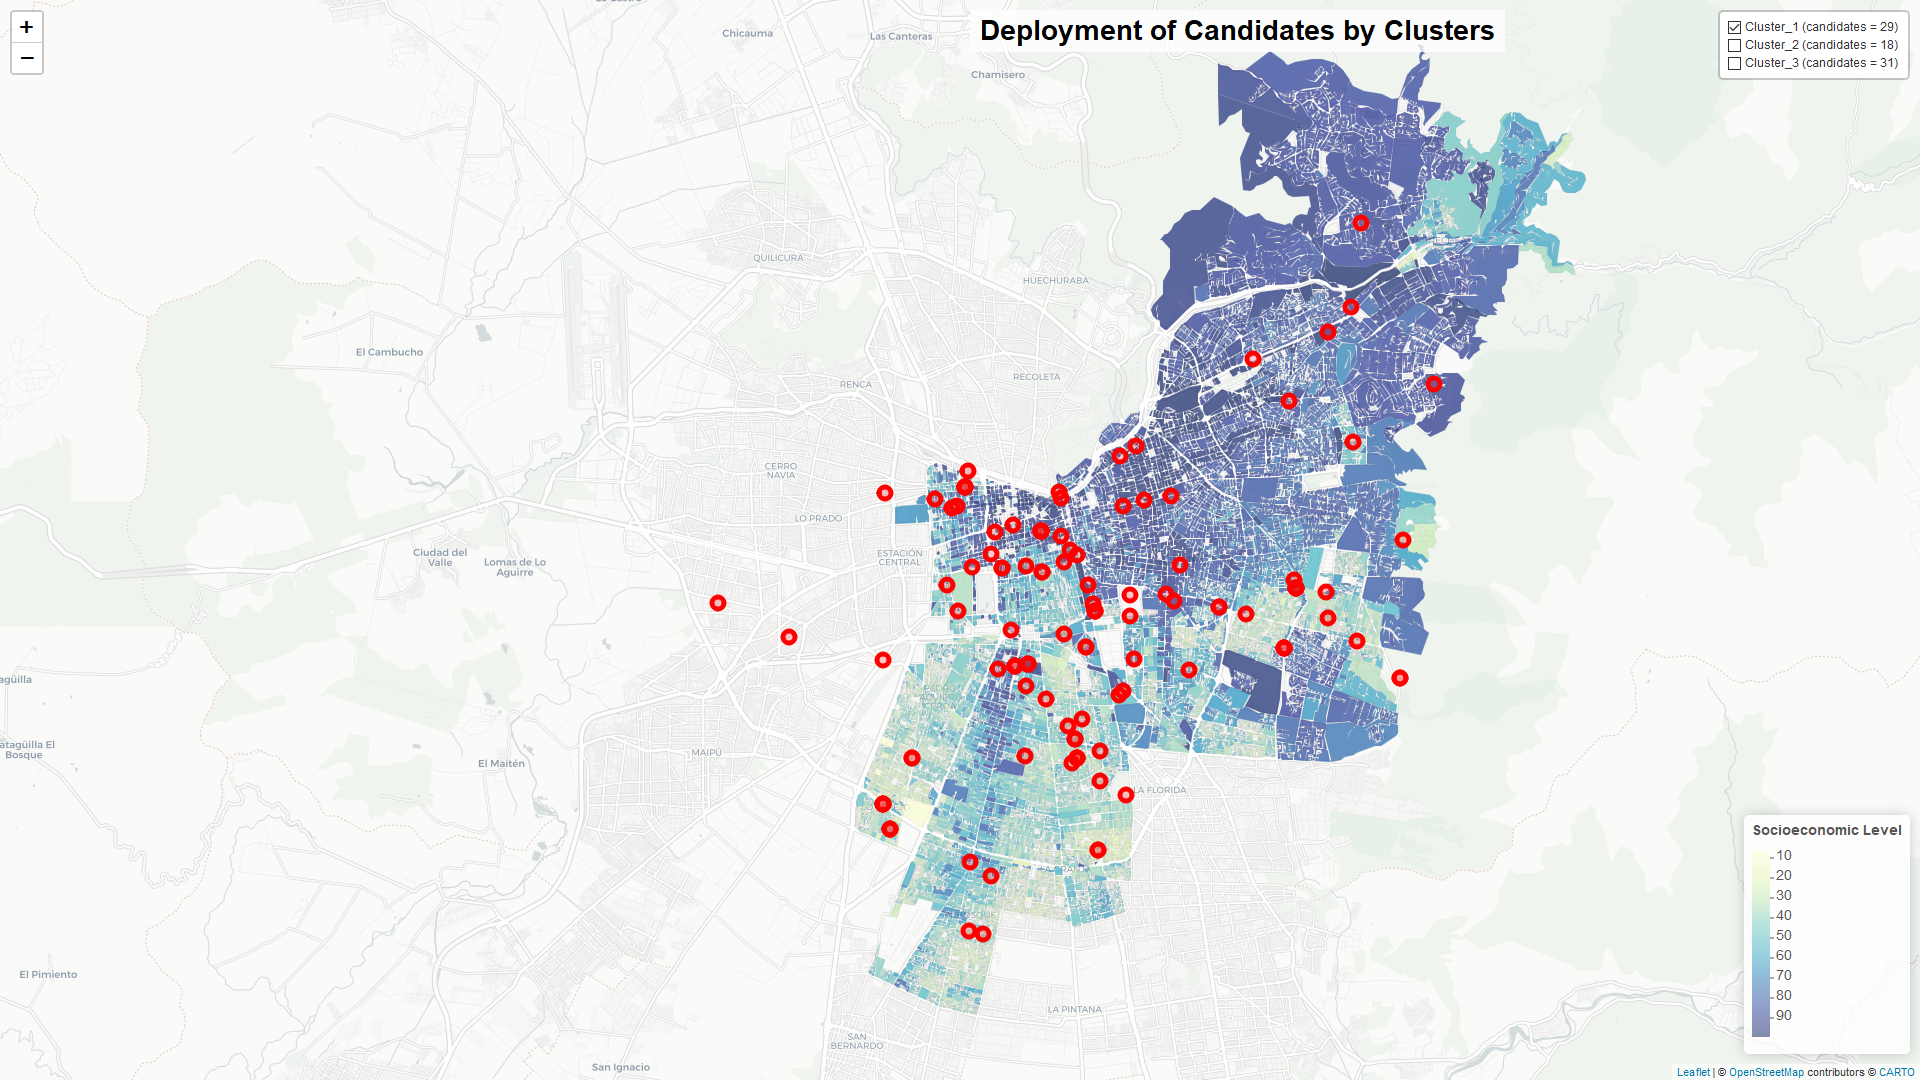 +
−
Deployment of Candidates by Clusters
Cluster_1 (candidates = 29)
Cluster_2 (candidates = 18)
Cluster_3 (candidates = 31)
Chicauma
Las Canteras
Chamisero
QUILICURA
HUECHURABA
El Cambucho
RENCA
RECOLETA
CERRO
NAVIA
LO PRADO
Ciudad del
Valle
Lomas de Lo
Aguirre
ESTACIÓN
CENTRAL
agüilla
atagüilla El
Bosque
MAIPÚ
El Maitén
LA FLORIDA
El Pimiento
LA PINTANA
SAN
BERNARDO
San Ignacio
Socioeconomic Level
10
20
30
40
50
60
70
80
90
Leaflet | © OpenStreetMap contributors © CARTO